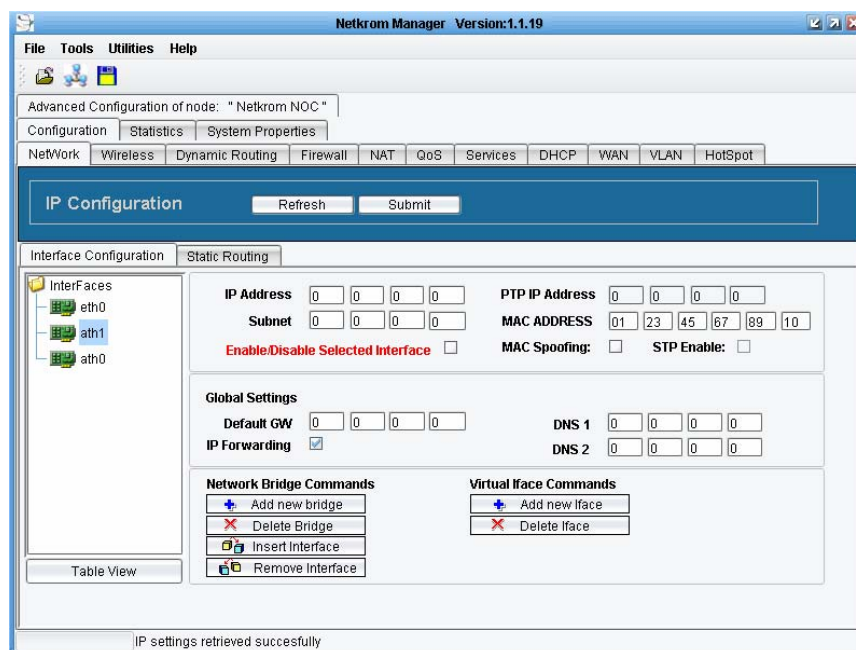 Netkrom Manager Version:1.1.19
File Tools Utilities Help
Advanced Configuration of node: " Netkrom NOC "
Configuration Statistics System Properties
NetWork Wireless Dynamic Routing Firewall NAT QoS Services DHCP WAN VLAN HotSpot
IP Configuration Refresh Submit
Interface Configuration Static Routing
InterFaces
eth0
ath1
ath0
Table View
IP Address 0 0 0 0 PTP IP Address 0 0 0 0
Subnet 0 0 0 0 MAC ADDRESS 01 23 45 67 89 10
Enable/Disable Selected Interface MAC Spoofing: STP Enable:
Global Settings
Default GW 0 0 0 0 DNS 1 0 0 0 0
IP Forwarding DNS 2 0 0 0 0
Network Bridge Commands Virtual Iface Commands
Add new bridge Add new Iface
Delete Bridge Delete Iface
Insert Interface
Remove Interface
IP settings retrieved succesfully